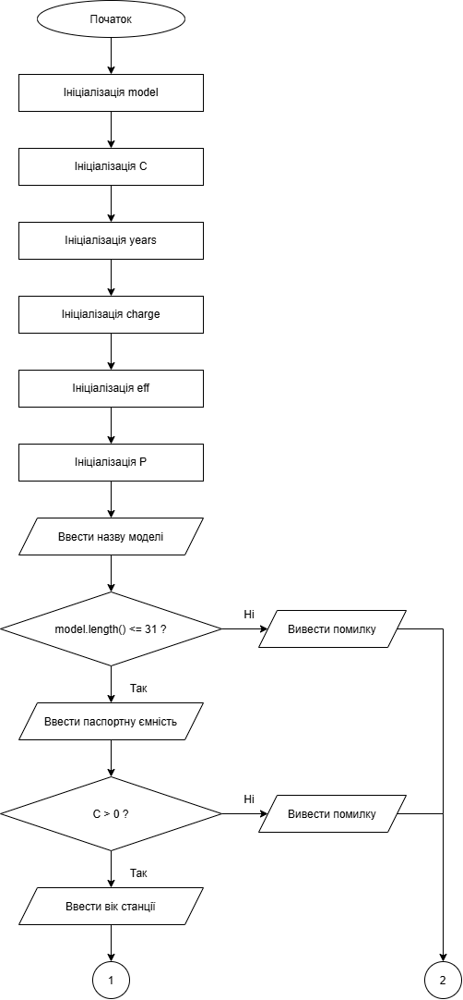 Початок
Ініціалізація model
Ініціалізація C
Ініціалізація years
Ініціалізація charge
Ініціалізація eff
Ініціалізація P
Ввести назву моделі
model.length() <= 31 ?
Ні
Вивести помилку
Так
Ввести паспортну ємність
C > 0 ?
Ні
Вивести помилку
Так
Ввести вік станції
1
2